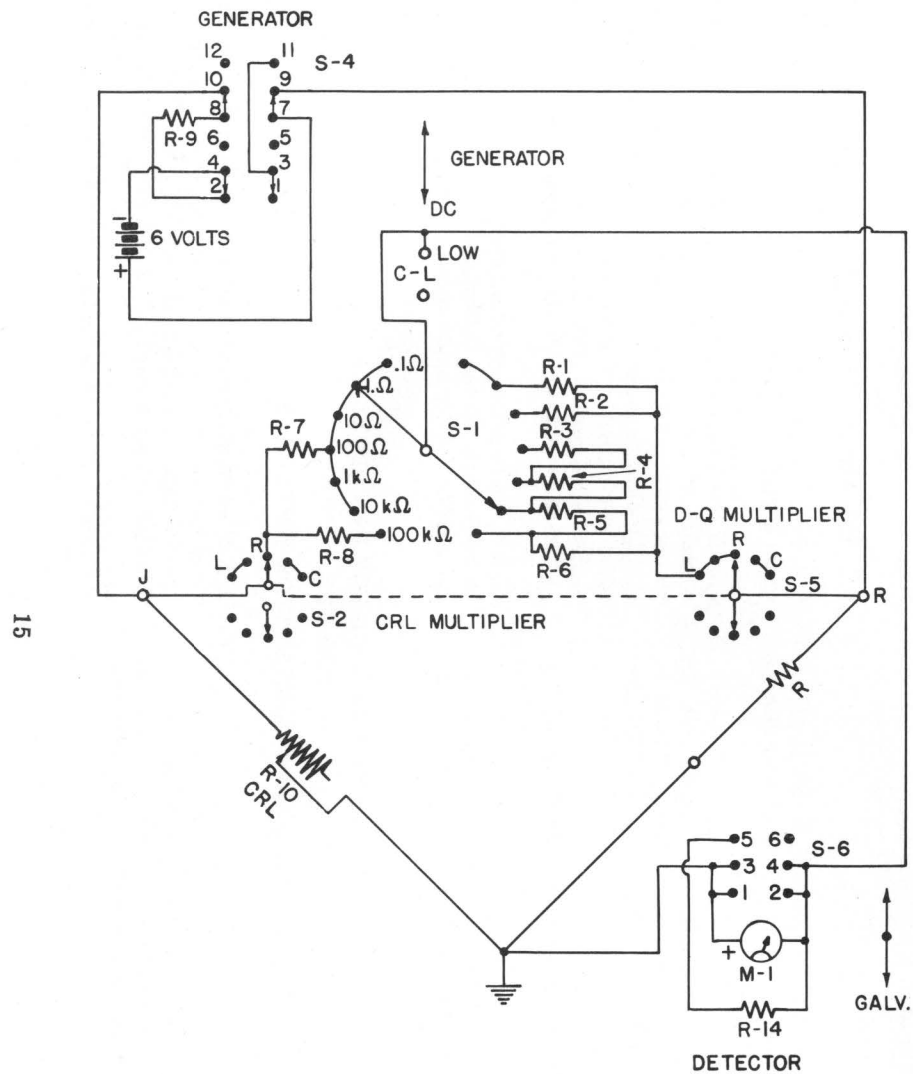 GENERATOR
12 11 S-4
10 9
8 7
R-9
6 5
4 3
2 1
- 6 VOLTS
+
GENERATOR
DC
LOW
C-L
.1Ω
1Ω
10Ω
100Ω
1kΩ
10kΩ
100kΩ
S-1
R-1
R-2
R-3
R-4
R-5
R-6
R-7
R-8
L R C
S-2
CRL MULTIPLIER
D-Q MULTIPLIER
L R C
S-5
J
R
R
R-10
CRL
15
5 6 S-6
3 4
1 2
+
M-1
R-14
GALV.
DETECTOR